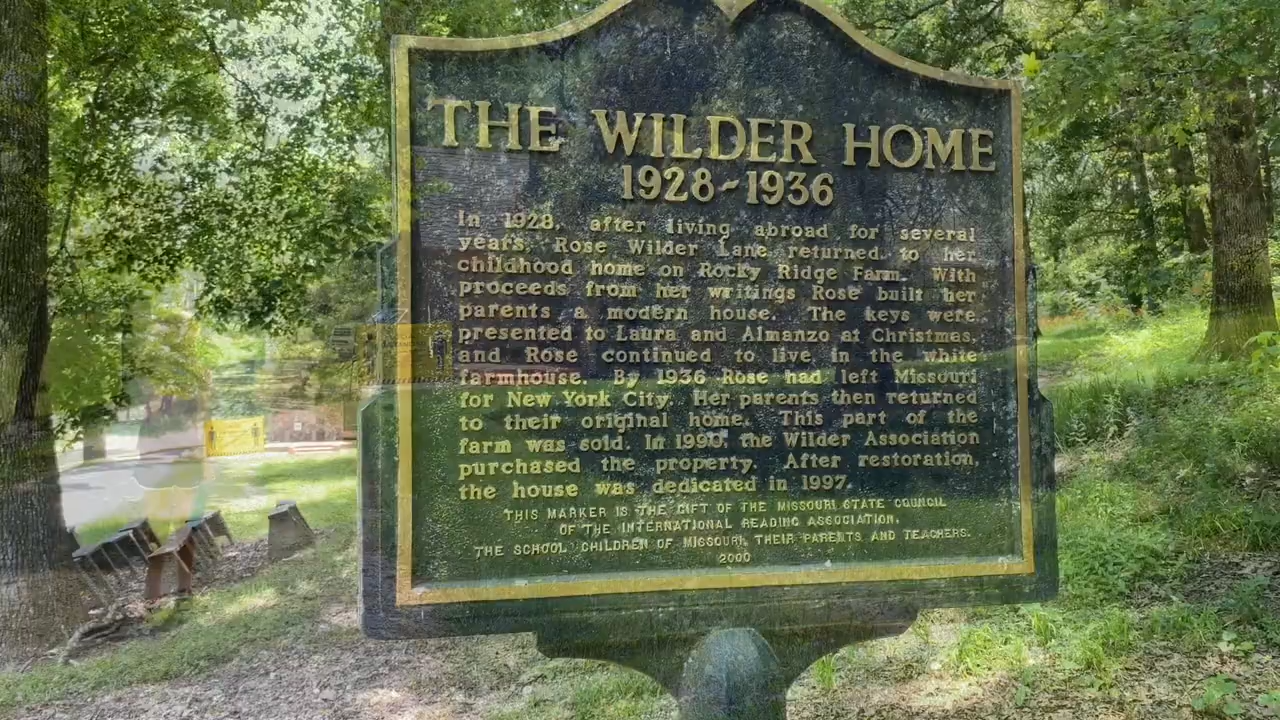 THE WILDER HOME
1928-1936
In 1928, after living abroad for several
years, Rose Wilder Lane returned to her
childhood home on Rocky Ridge Farm. With
proceeds from her writings Rose built her
parents a modern house. The keys were
presented to Laura and Almanzo at Christmas,
and Rose continued to live in the white
farmhouse. By 1936 Rose had left Missouri
for New York City. Her parents then returned
to their original home. This part of the
farm was sold. In 1990, the Wilder Association
purchased the property. After restoration,
the house was dedicated in 1997.
THIS MARKER IS THE GIFT OF THE MISSOURI STATE COUNCIL
OF THE INTERNATIONAL READING ASSOCIATION,
THE SCHOOL CHILDREN OF MISSOURI, THEIR PARENTS AND TEACHERS.
2000